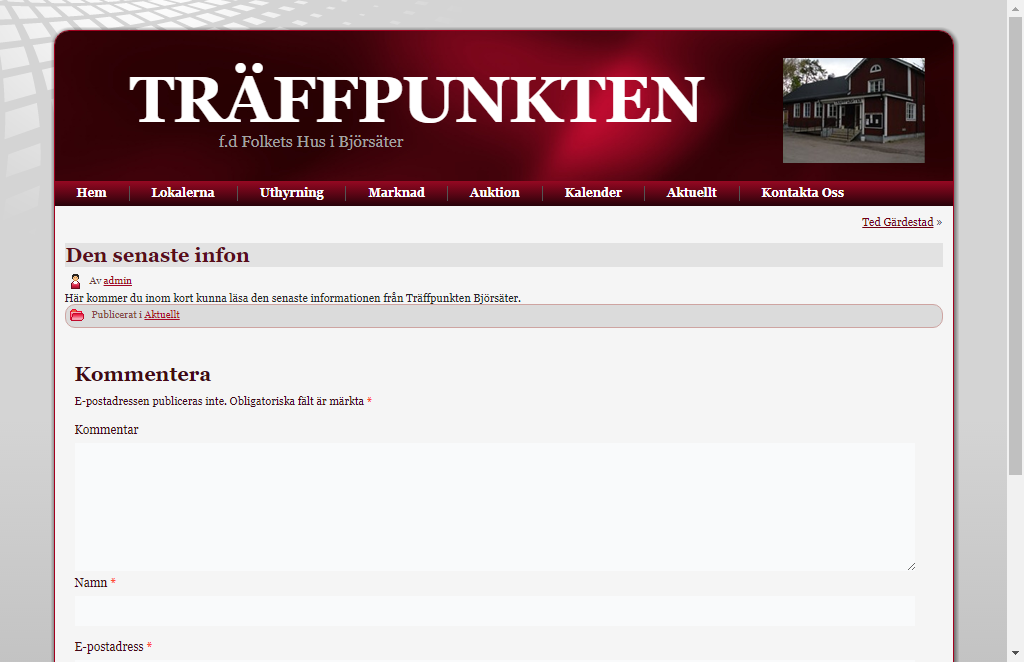 TRÄFFPUNKTEN
f.d Folkets Hus i Björsäter
Hem Lokalerna Uthyrning Marknad Auktion Kalender Aktuellt Kontakta Oss
Ted Gärdestad »
Den senaste infon
Av admin
Här kommer du inom kort kunna läsa den senaste informationen från Träffpunkten Björsäter.
Publicerat i Aktuellt
Kommentera
E-postadressen publiceras inte. Obligatoriska fält är märkta *
Kommentar
Namn *
E-postadress *